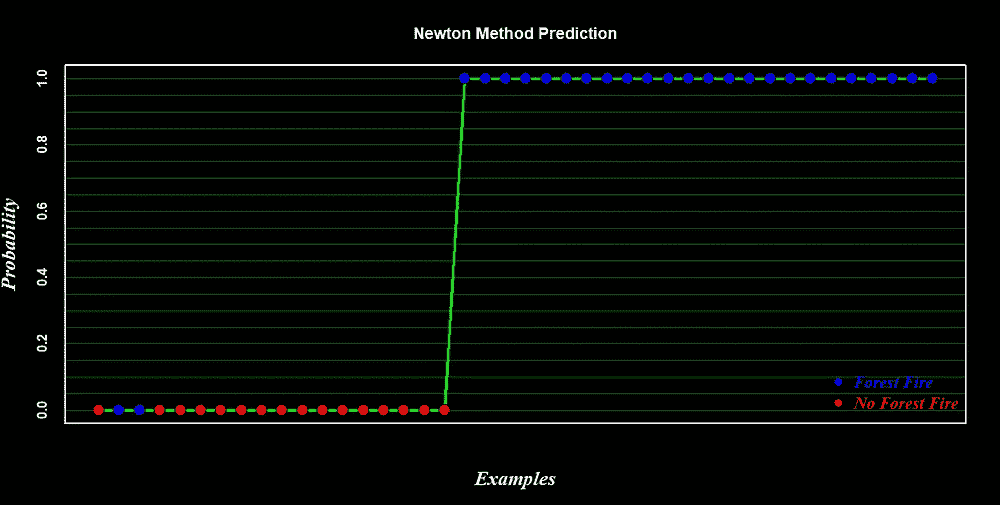 Newton Method Prediction
1.0
0.8
0.6
0.4
0.2
0.0
Probability
Forest Fire
No Forest Fire
Examples